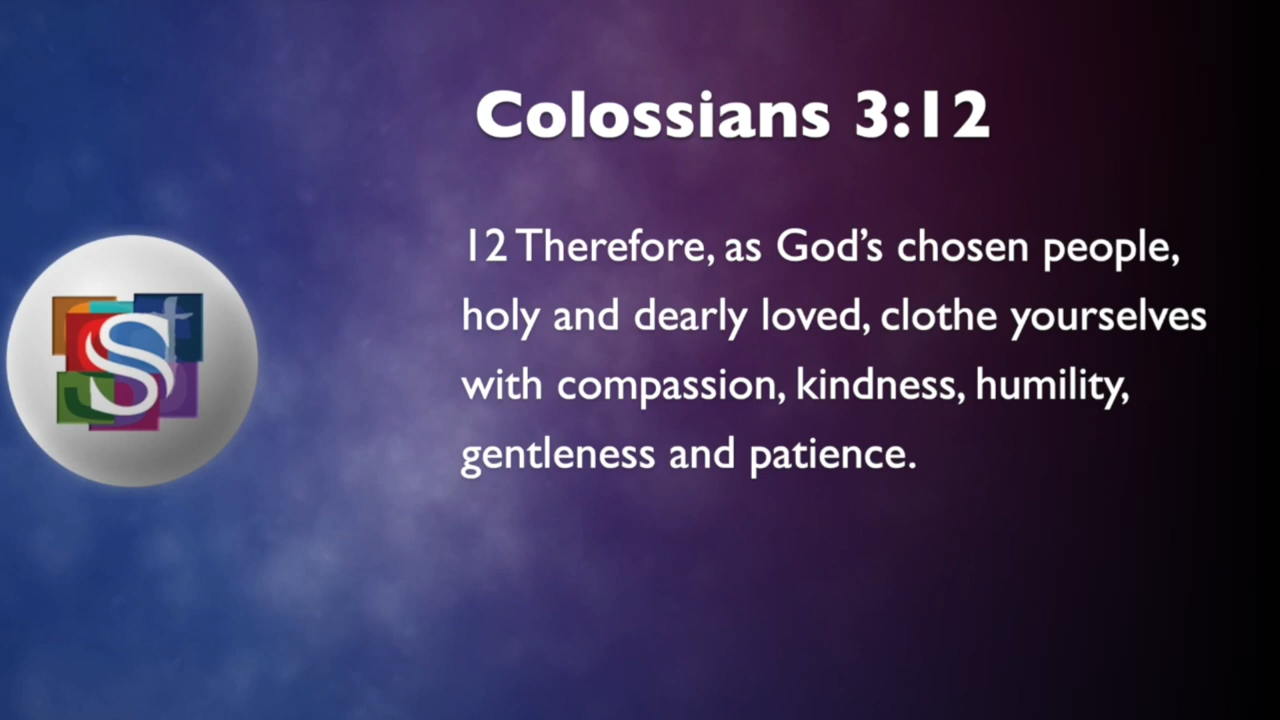 Colossians 3:12
12 Therefore, as God’s chosen people,
holy and dearly loved, clothe yourselves
with compassion, kindness, humility,
gentleness and patience.